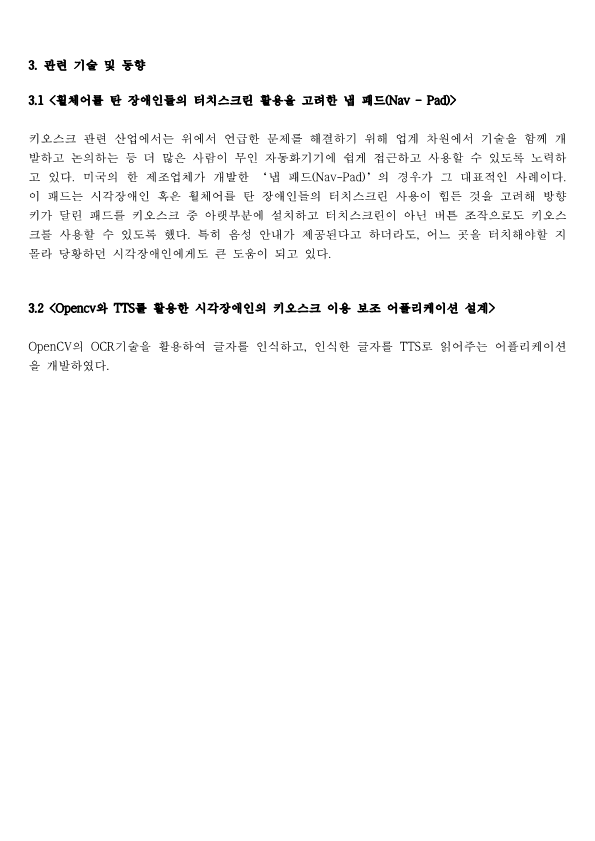 3. 관련 기술 및 동향
3.1 <휠체어를 탄 장애인들의 터치스크린 활용을 고려한 냅 패드(Nav - Pad)>
키오스크 관련 산업에서는 위에서 언급한 문제를 해결하기 위해 업계 차원에서 기술을 함께 개
발하고 논의하는 등 더 많은 사람이 무인 자동화기기에 쉽게 접근하고 사용할 수 있도록 노력하
고 있다. 미국의 한 제조업체가 개발한 ‘냅 패드(Nav-Pad)’의 경우가 그 대표적인 사례이다.
이 패드는 시각장애인 혹은 휠체어를 탄 장애인들의 터치스크린 사용이 힘든 것을 고려해 방향
키가 달린 패드를 키오스크 중 아랫부분에 설치하고 터치스크린이 아닌 버튼 조작으로도 키오스
크를 사용할 수 있도록 했다. 특히 음성 안내가 제공된다고 하더라도, 어느 곳을 터치해야할 지
몰라 당황하던 시각장애인에게도 큰 도움이 되고 있다.
3.2 <Opencv와 TTS를 활용한 시각장애인의 키오스크 이용 보조 어플리케이션 설계>
OpenCV의 OCR기술을 활용하여 글자를 인식하고, 인식한 글자를 TTS로 읽어주는 어플리케이션
을 개발하였다.